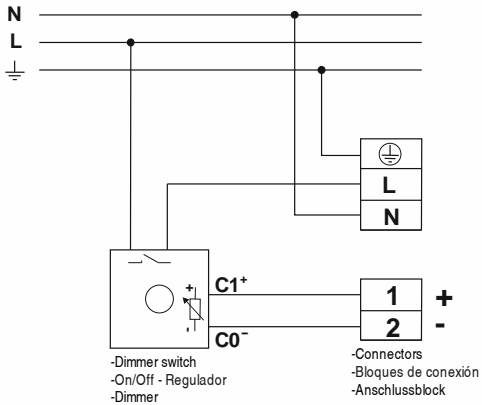 N
L
L
N
+
-
C1+
C0-
1 +
2 -
-Dimmer switch
-On/Off - Regulador
-Dimmer
-Connectors
-Bloques de conexión
-Anschlussblock